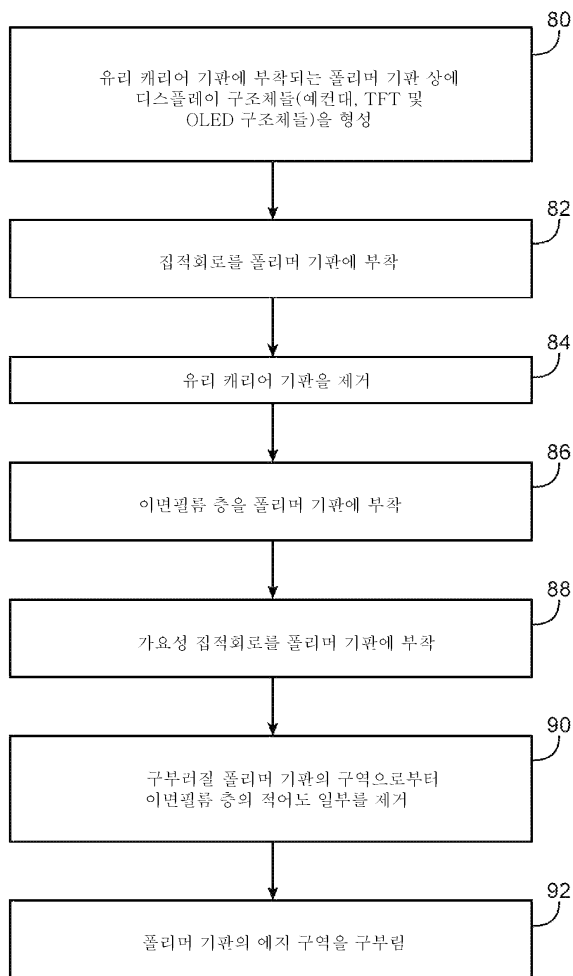 80
유리 캐리어 기판에 부착되는 폴리머 기판 상에
디스플레이 구조체들(예컨대, TFT 및
OLED 구조체들)을 형성
82
집적회로를 폴리머 기판에 부착
84
유리 캐리어 기판을 제거
86
이면필름 층을 폴리머 기판에 부착
88
가요성 집적회로를 폴리머 기판에 부착
90
구부러질 폴리머 기판의 구역으로부터
이면필름 층의 적어도 일부를 제거
92
폴리머 기판의 에지 구역을 구부림